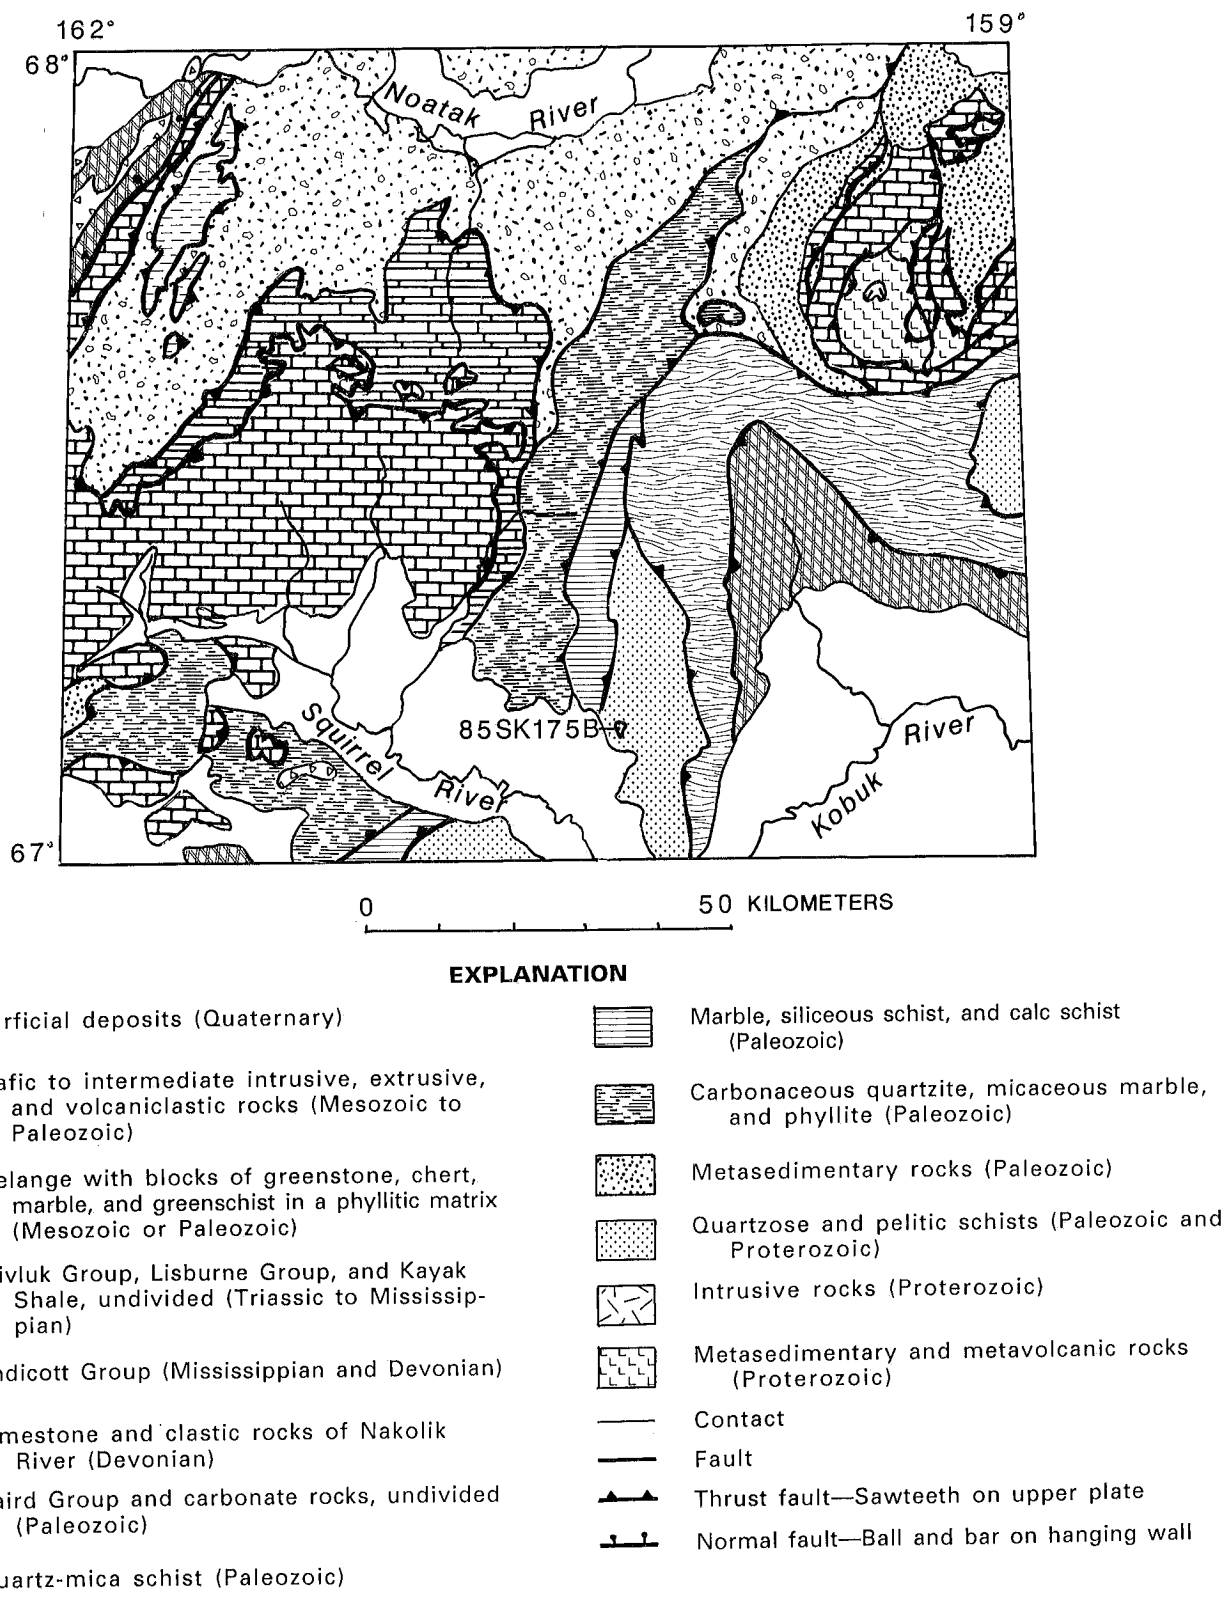 162°
159°
68°
Noatak River
85SK175B
Squirrel River
River
Kobuk
67°
0 50 KILOMETERS
EXPLANATION
rficial deposits (Quaternary)
afic to intermediate intrusive, extrusive,
and volcaniclastic rocks (Mesozoic to
Paleozoic)
elange with blocks of greenstone, chert,
marble, and greenschist in a phyllitic matrix
(Mesozoic or Paleozoic)
ivluk Group, Lisburne Group, and Kayak
Shale, undivided (Triassic to Mississip-
pian)
ndicott Group (Mississippian and Devonian)
mestone and clastic rocks of Nakolik
River (Devonian)
aird Group and carbonate rocks, undivided
(Paleozoic)
uartz-mica schist (Paleozoic)
Marble, siliceous schist, and calc schist
(Paleozoic)
Carbonaceous quartzite, micaceous marble,
and phyllite (Paleozoic)
Metasedimentary rocks (Paleozoic)
Quartzose and pelitic schists (Paleozoic and
Proterozoic)
Intrusive rocks (Proterozoic)
Metasedimentary and metavolcanic rocks
(Proterozoic)
Contact
Fault
Thrust fault—Sawteeth on upper plate
Normal fault—Ball and bar on hanging wall